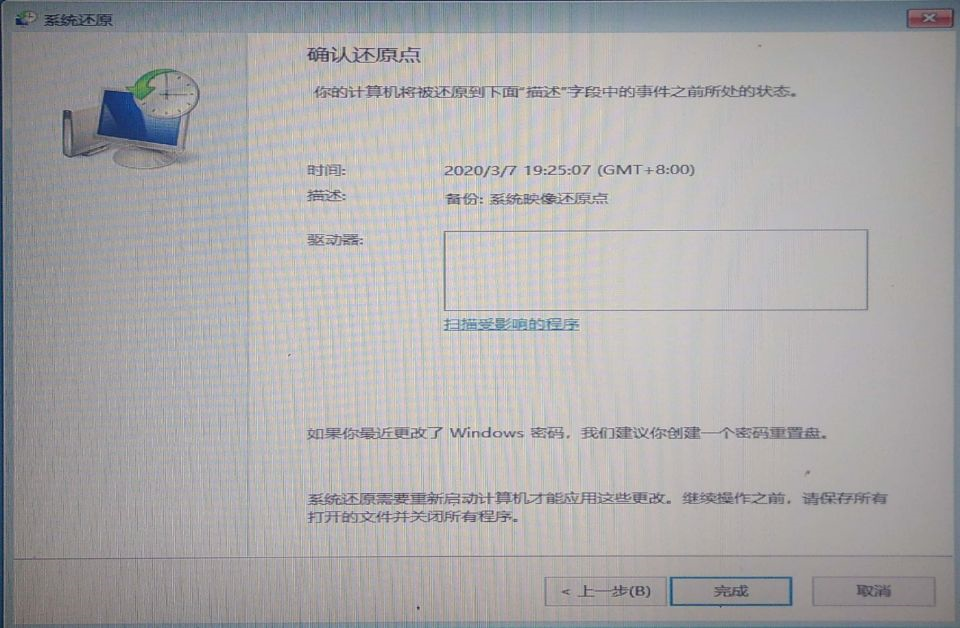 系统还原
确认还原点
你的计算机将被还原到下面“描述”字段中的事件之前所处的状态。
时间: 2020/3/7 19:25:07 (GMT+8:00)
描述: 备份: 系统映像还原点
驱动器:
扫描受影响的程序
如果你最近更改了 Windows 密码，我们建议你创建一个密码重置盘。
系统还原需要重新启动计算机才能应用这些更改。继续操作之前，请保存所有
打开的文件并关闭所有程序。
< 上一步(B) 完成 取消